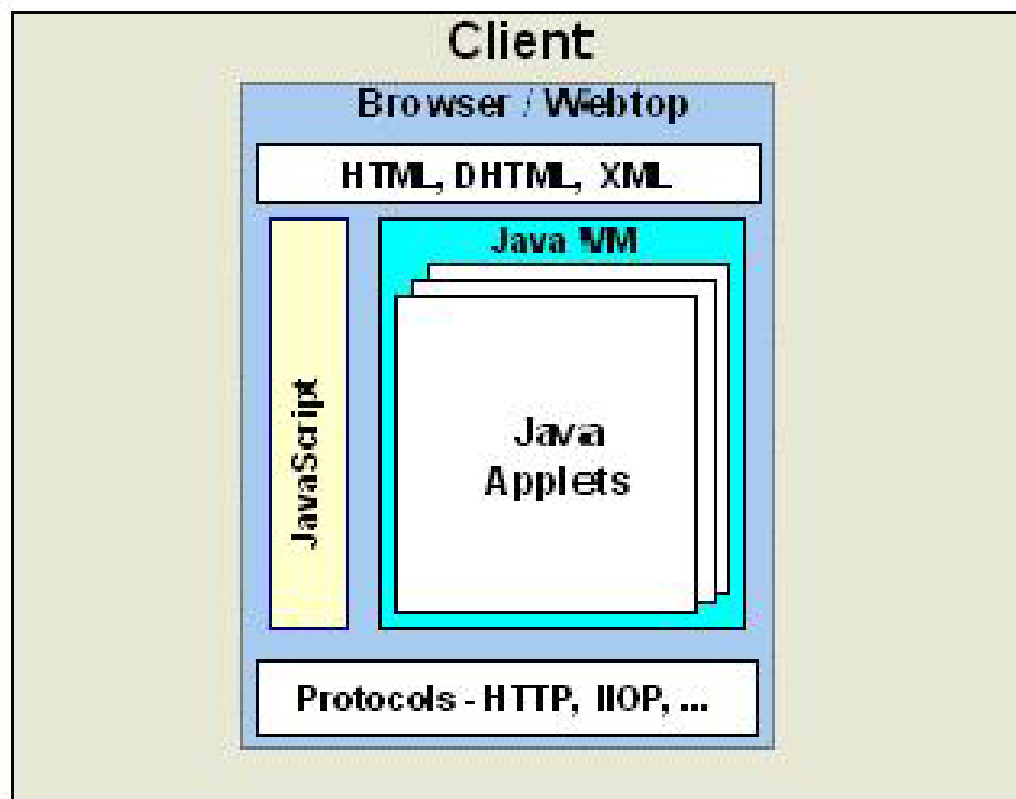 Client
Browser / Webtop
HTML, DHTML, XML
Java VM
JavaScript
Java
Applets
Protocols - HTTP, IIOP, ...